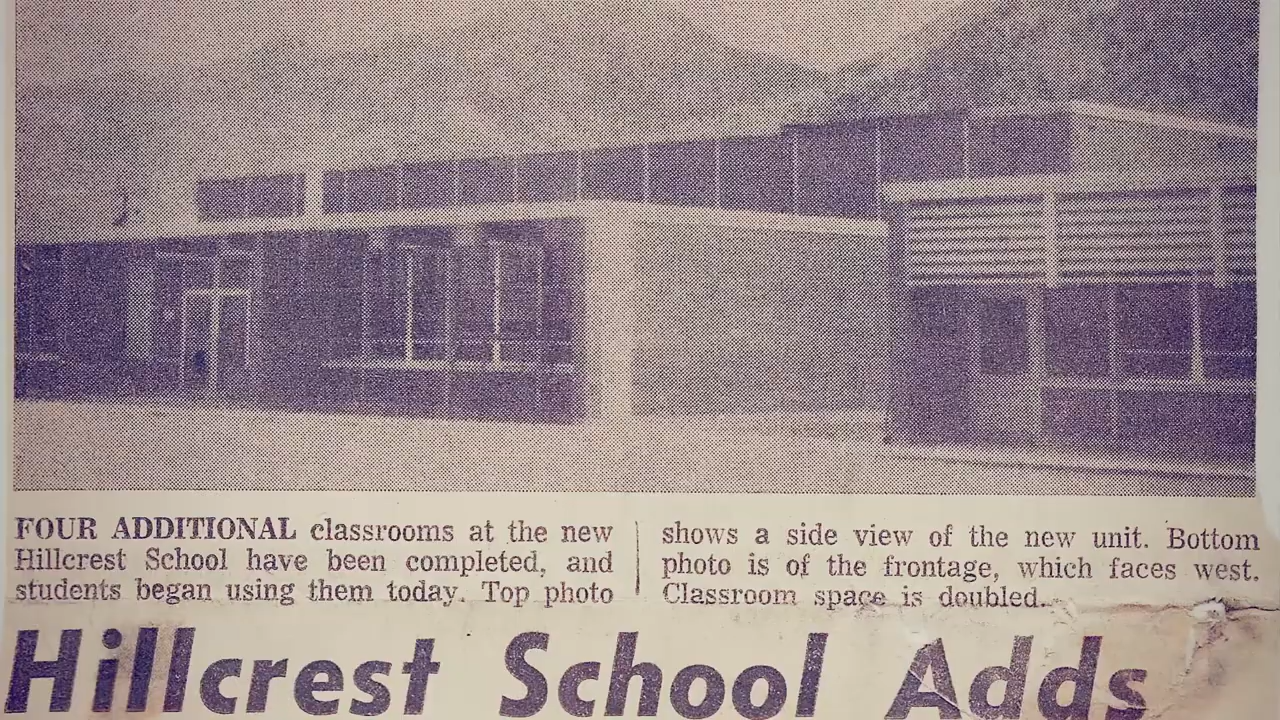 FOUR ADDITIONAL classrooms at the new
Hillcrest School have been completed, and
students began using them today. Top photo
shows a side view of the new unit. Bottom
photo is of the frontage, which faces west.
Classroom space is doubled.
Hillcrest School Adds